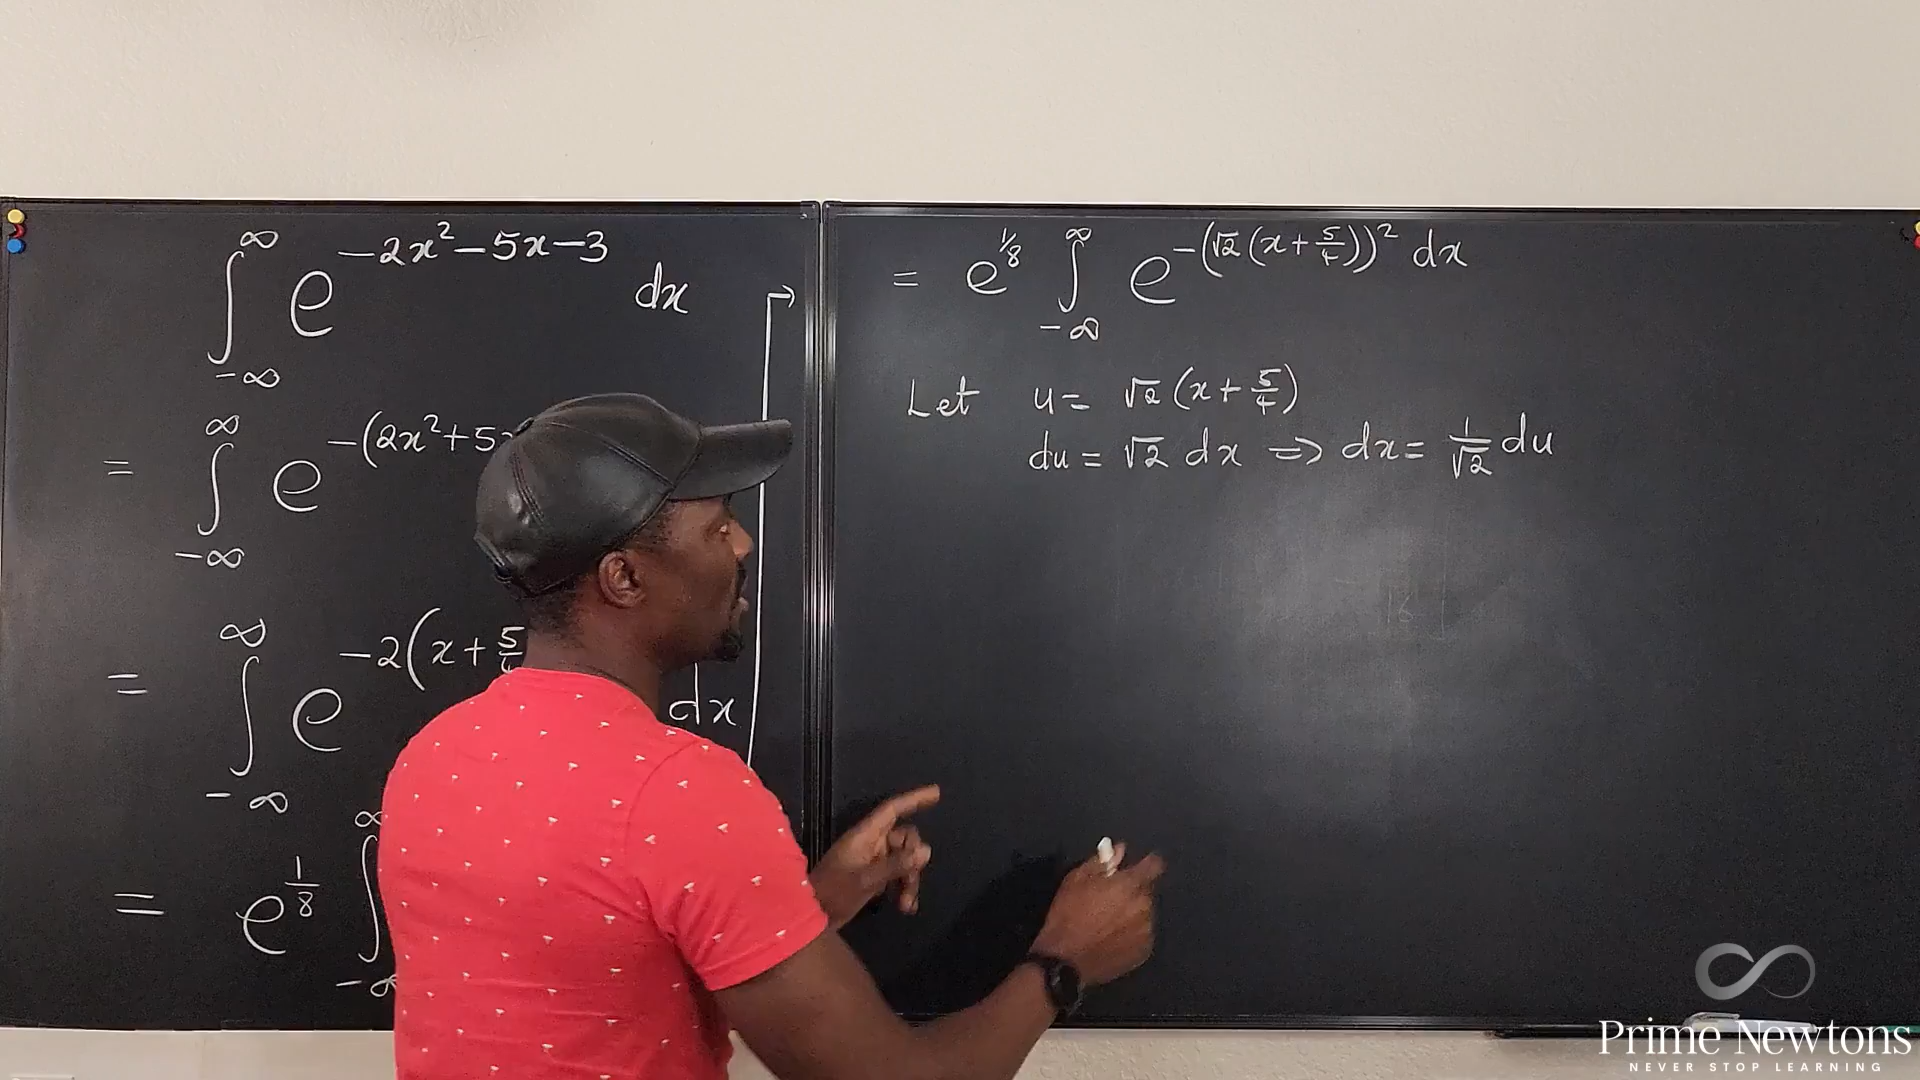 ∫_{-∞}^{∞} e^{-2x²-5x-3} dx
= ∫_{-∞}^{∞} e^{-(2x²+5x
= ∫_{-∞}^{∞} e^{-2(x+5/4 dx
= e^{1/8} ∫_{-∞}^{∞}
= e^{1/8} ∫_{-∞}^{∞} e^{-(√2(x+5/4))²} dx
Let u = √2(x+5/4)
du = √2 dx ⇒ dx = 1/√2 du
Prime Newtons
NEVER STOP LEARNING